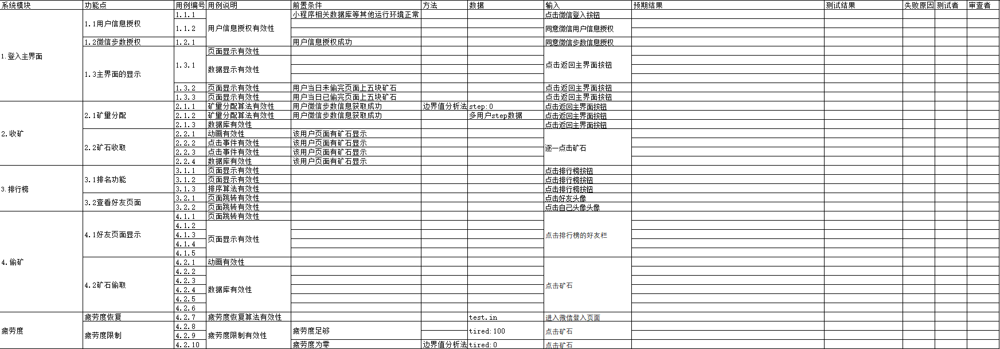 系统模块 功能点 用例编号 用例说明 前置条件 方法 数据 输入 预期结果 测试结果 失败原因 测试者 审查者
1.登入主界面 1.1用户信息授权 1.1.1 用户信息授权有效性 小程序相关数据库等其他运行环境正常 点击微信登入按钮
1.1.2 同意微信用户信息授权
1.2微信步数授权 1.2.1 用户信息授权成功 同意微信步数信息授权
1.3主界面的显示 1.3.1 页面显示有效性 点击返回主界面按钮
数据显示有效性
1.3.2 页面显示有效性 用户当日未偷完页面上五块矿石 点击返回主界面按钮
1.3.3 页面显示有效性 用户当日已偷完页面上五块矿石 点击返回主界面按钮
2.收矿 2.1矿量分配 2.1.1 矿量分配算法有效性 用户微信步数信息获取成功 边界值分析法 step:0 点击返回主界面按钮
2.1.2 矿量分配算法有效性 用户微信步数信息获取成功 多用户step数据 点击返回主界面按钮
2.1.3 数据库有效性 点击返回主界面按钮
2.2矿石收取 2.2.1 动画有效性 该用户页面有矿石显示 逐一点击矿石
2.2.2 点击事件有效性 该用户页面有矿石显示
2.2.3 点击事件有效性 该用户页面有矿石显示
2.2.4 数据库有效性 该用户页面有矿石显示
3.排行榜 3.1排名功能 3.1.1 页面显示有效性 点击排行榜按钮
3.1.2 页面显示有效性 点击排行榜按钮
3.1.3 排序算法有效性 点击排行榜按钮
3.2查看好友页面 3.2.1 页面跳转有效性 点击好友头像
3.2.2 页面跳转有效性 点击自己头像头像
4.偷矿 4.1好友页面显示 4.1.1 页面跳转有效性 点击排行榜的好友栏
4.1.2 页面显示有效性
4.1.3
4.1.4
4.1.5
4.2矿石偷取 4.2.1 动画有效性 点击矿石
4.2.2 数据库有效性
4.2.3
4.2.4
4.2.5
4.2.6
疲劳度 疲劳度恢复 4.2.7 疲劳度恢复算法有效性 test.in 进入微信登入页面
疲劳度限制 4.2.8 疲劳度限制有效性 疲劳度足够 tired:100 点击矿石
4.2.9
4.2.10 疲劳度为零 边界值分析法 tired:0 点击矿石